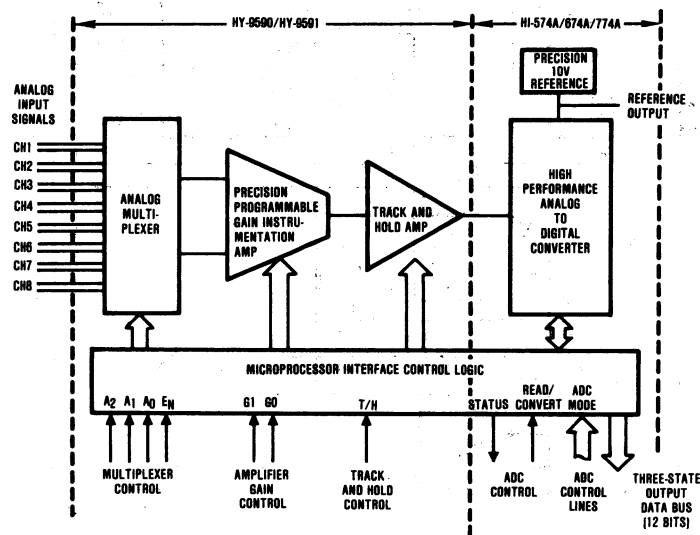 HY-9590/HY-9591
HI-574A/674A/774A
PRECISION
10V
REFERENCE
REFERENCE
OUTPUT
ANALOG
INPUT
SIGNALS
CH1
CH2
CH3
CH4
CH5
CH6
CH7
CH8
ANALOG
MULTI-
PLEXER
PRECISION
PROGRAMMABLE
GAIN INSTRU-
MENTATION
AMP
TRACK AND
HOLD AMP
HIGH
PERFORMANCE
ANALOG
TO
DIGITAL
CONVERTER
MICROPROCESSOR INTERFACE CONTROL LOGIC
A2 A1 A0 EN
G1 G0
T/H
STATUS
READ/
CONVERT
ADC
MODE
MULTIPLEXER
CONTROL
AMPLIFIER
GAIN
CONTROL
TRACK
AND HOLD
CONTROL
ADC
CONTROL
ADC
CONTROL
LINES
THREE-STATE
OUTPUT
DATA BUS
(12 BITS)